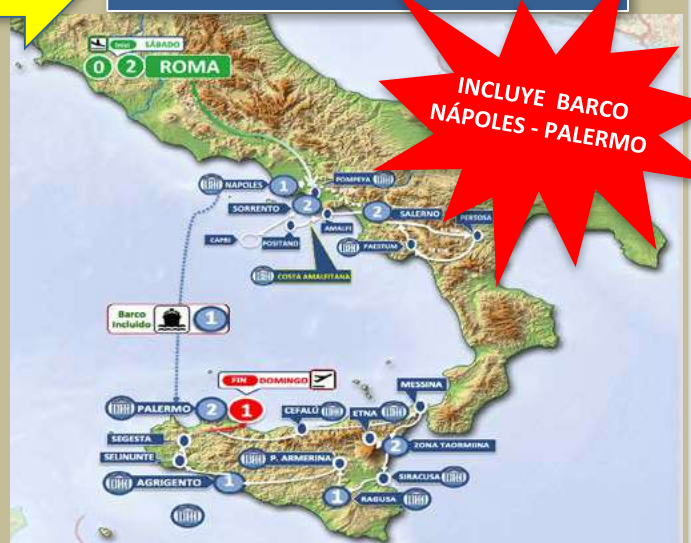 INCLUYE BARCO
NÁPOLES - PALERMO
Inicio SÁBADO
0 2 ROMA
NAPOLES 1
POMPEYA
SORRENTO 2
2 SALERNO
PERTOSA
AMALFI
CAPRI
POSITANO
PAESTUM
COSTA AMALFITANA
Barco
Incluido
1
FIN DOMINGO
MESSINA
PALERMO 2 1
CEFALÚ
ETNA
SEGESTA
2 ZONA TAORMINA
SELINUNTE
P. ARMERINA
SIRACUSA
AGRIGENTO 1
1 RAGUSA